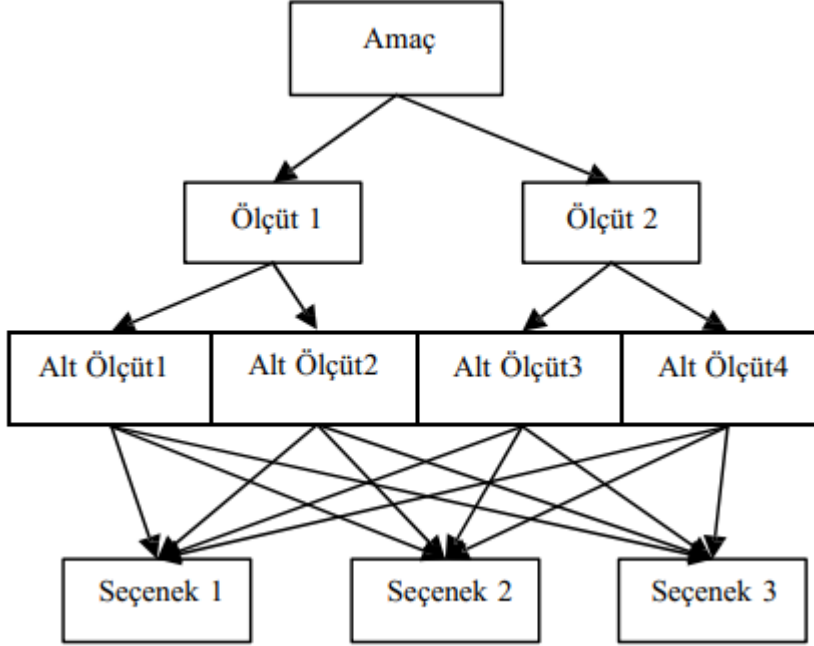 Amaç
Ölçüt 1
Ölçüt 2
Alt Ölçüt1
Alt Ölçüt2
Alt Ölçüt3
Alt Ölçüt4
Seçenek 1
Seçenek 2
Seçenek 3